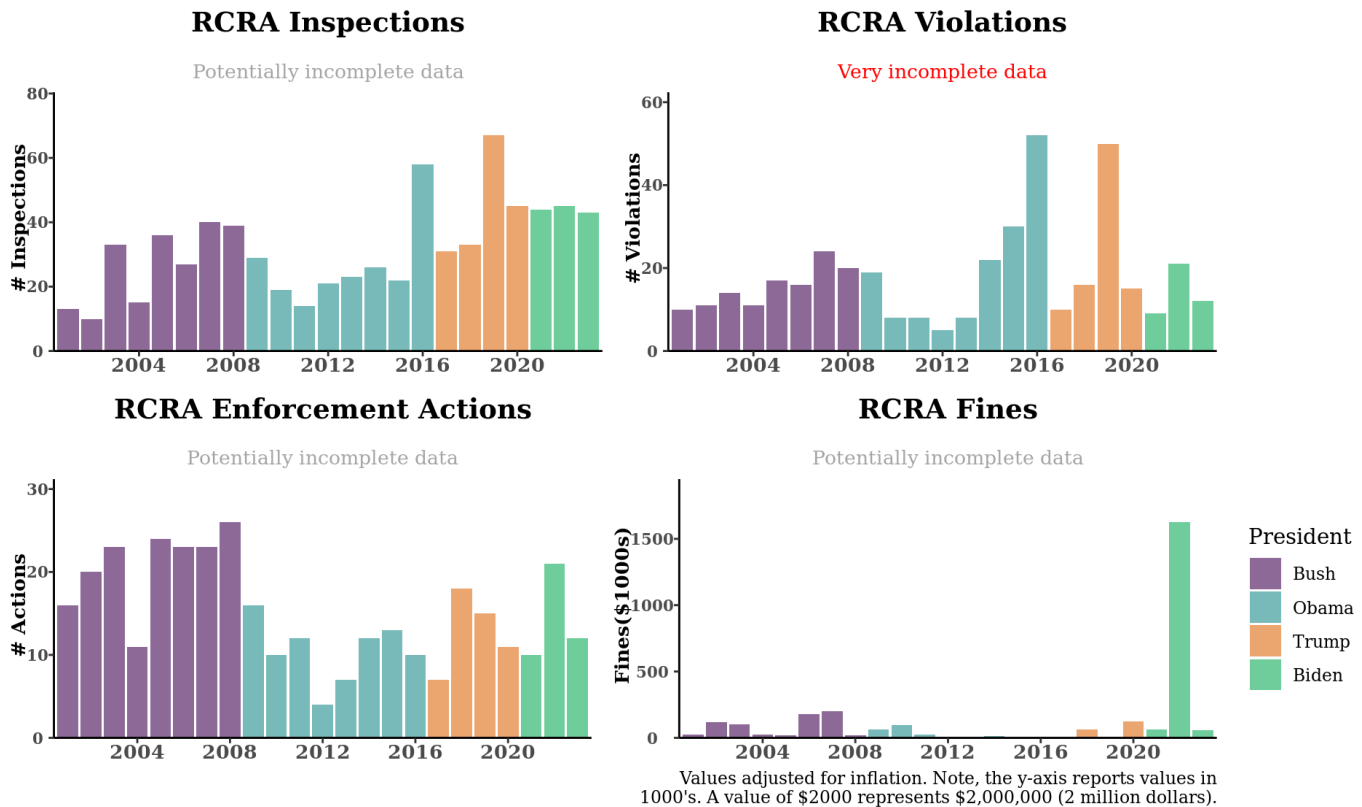 RCRA Inspections
Potentially incomplete data
# Inspections
80
60
40
20
0
2004 2008 2012 2016 2020
RCRA Violations
Very incomplete data
# Violations
60
40
20
0
2004 2008 2012 2016 2020
RCRA Enforcement Actions
Potentially incomplete data
# Actions
30
20
10
0
2004 2008 2012 2016 2020
RCRA Fines
Potentially incomplete data
Fines($1000s)
1500
1000
500
0
2004 2008 2012 2016 2020
President
Bush
Obama
Trump
Biden
Values adjusted for inflation. Note, the y-axis reports values in
1000's. A value of $2000 represents $2,000,000 (2 million dollars).